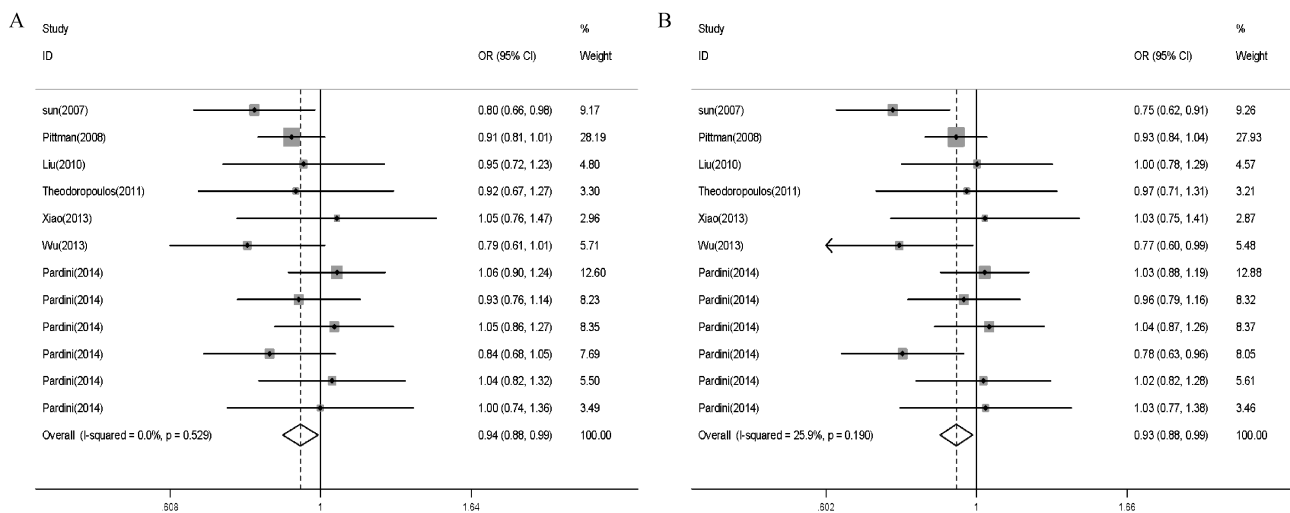 A
Study %
ID OR (95% CI) Weight
sun(2007) 0.80 (0.66, 0.98) 9.17
Pittman(2008) 0.91 (0.81, 1.01) 28.19
Liu(2010) 0.95 (0.72, 1.23) 4.80
Theodoropoulos(2011) 0.92 (0.67, 1.27) 3.30
Xiao(2013) 1.05 (0.76, 1.47) 2.96
Wu(2013) 0.79 (0.61, 1.01) 5.71
Pardini(2014) 1.06 (0.90, 1.24) 12.60
Pardini(2014) 0.93 (0.76, 1.14) 8.23
Pardini(2014) 1.05 (0.86, 1.27) 8.35
Pardini(2014) 0.84 (0.68, 1.05) 7.69
Pardini(2014) 1.04 (0.82, 1.32) 5.50
Pardini(2014) 1.00 (0.74, 1.36) 3.49
Overall (I-squared = 0.0%, p = 0.529) 0.94 (0.88, 0.99) 100.00
.608 1 1.64
B
Study %
ID OR (95% CI) Weight
sun(2007) 0.75 (0.62, 0.91) 9.26
Pittman(2008) 0.93 (0.84, 1.04) 27.93
Liu(2010) 1.00 (0.78, 1.29) 4.57
Theodoropoulos(2011) 0.97 (0.71, 1.31) 3.21
Xiao(2013) 1.03 (0.75, 1.41) 2.87
Wu(2013) 0.77 (0.60, 0.99) 5.48
Pardini(2014) 1.03 (0.88, 1.19) 12.88
Pardini(2014) 0.96 (0.79, 1.16) 8.32
Pardini(2014) 1.04 (0.87, 1.26) 8.37
Pardini(2014) 0.78 (0.63, 0.96) 8.05
Pardini(2014) 1.02 (0.82, 1.28) 5.61
Pardini(2014) 1.03 (0.77, 1.38) 3.46
Overall (I-squared = 25.9%, p = 0.190) 0.93 (0.88, 0.99) 100.00
.602 1 1.66